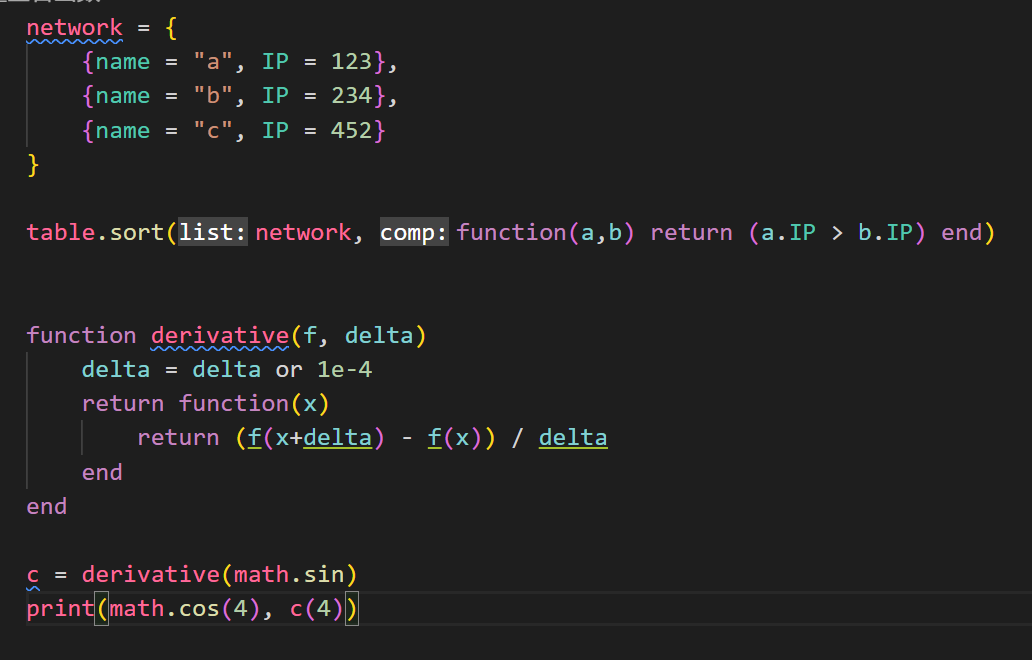 network = {
    {name = "a", IP = 123},
    {name = "b", IP = 234},
    {name = "c", IP = 452}
}
table.sort(list: network, comp: function(a,b) return (a.IP > b.IP) end)
function derivative(f, delta)
    delta = delta or 1e-4
    return function(x)
        return (f(x+delta) - f(x)) / delta
    end
end
c = derivative(math.sin)
print(math.cos(4), c(4))